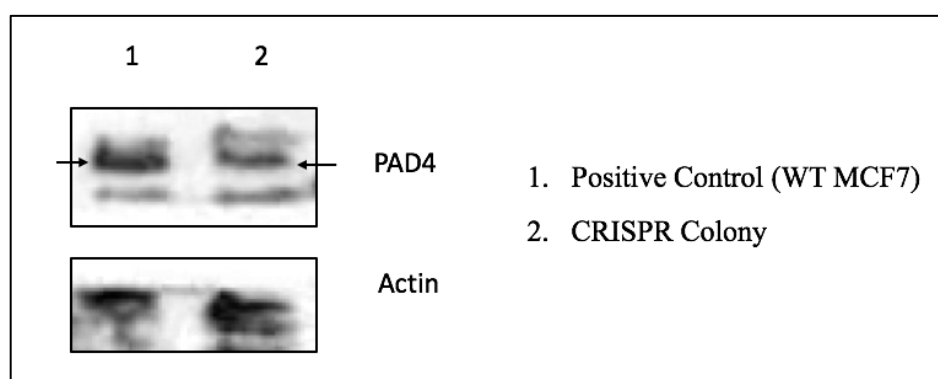 1 2
PAD4
1. Positive Control (WT MCF7)
2. CRISPR Colony
Actin